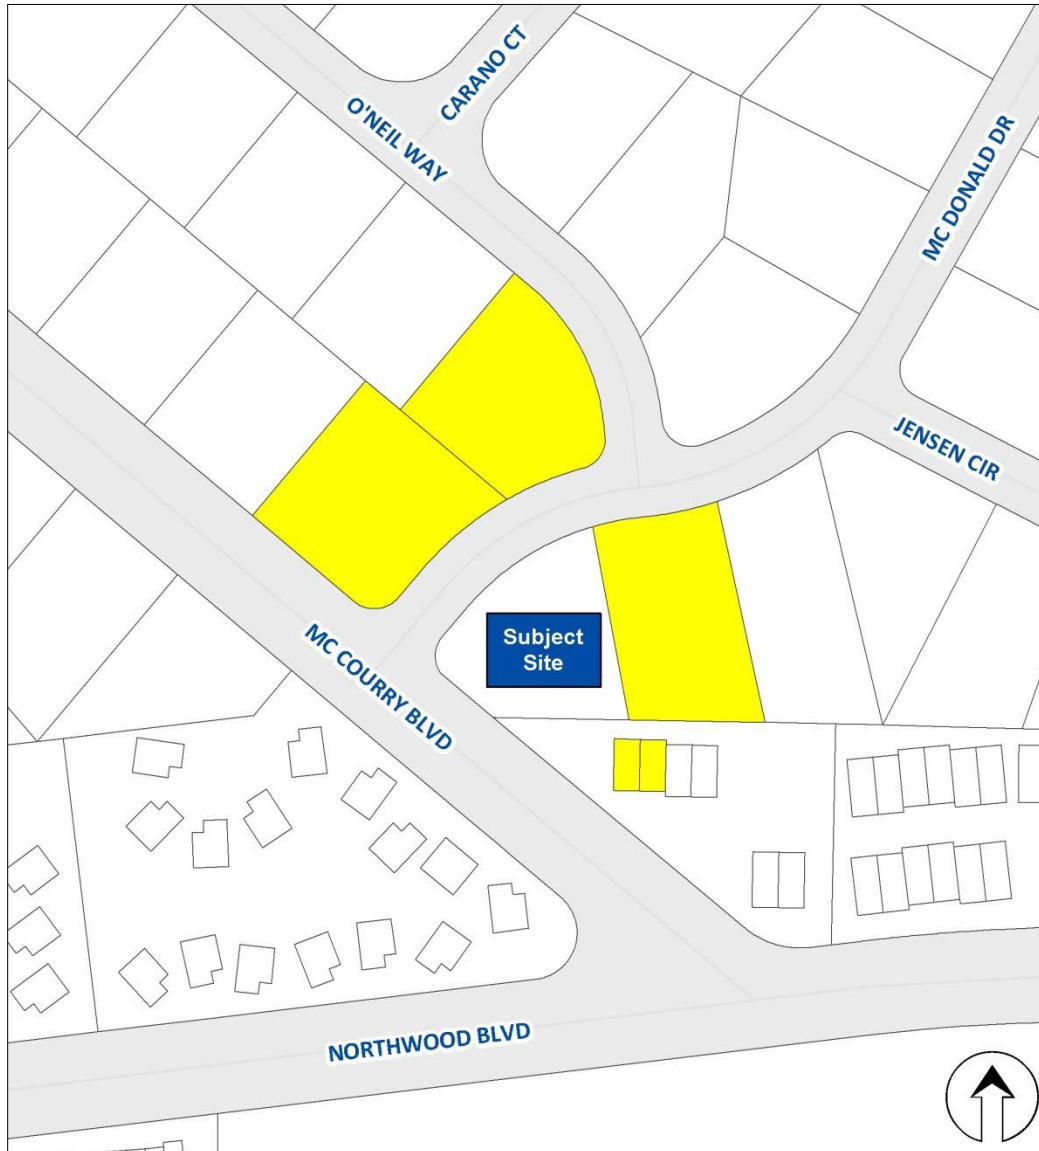 CARANO CT
O'NEIL WAY
MC DONALD DR
JENSEN CIR
Subject
Site
MC COURRY BLVD
NORTHWOOD BLVD